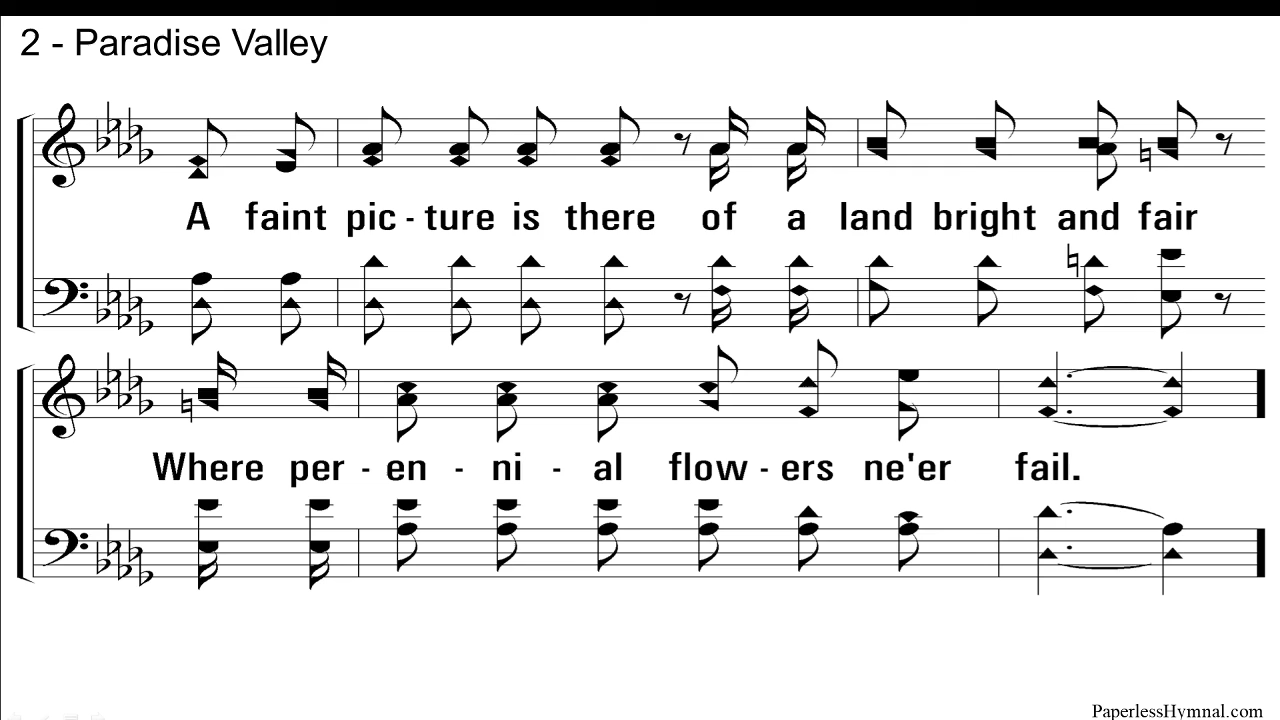 2 - Paradise Valley
A faint pic - ture is there of a land bright and fair
Where per - en - ni - al flow - ers ne'er fail.
PaperlessHymnal.com